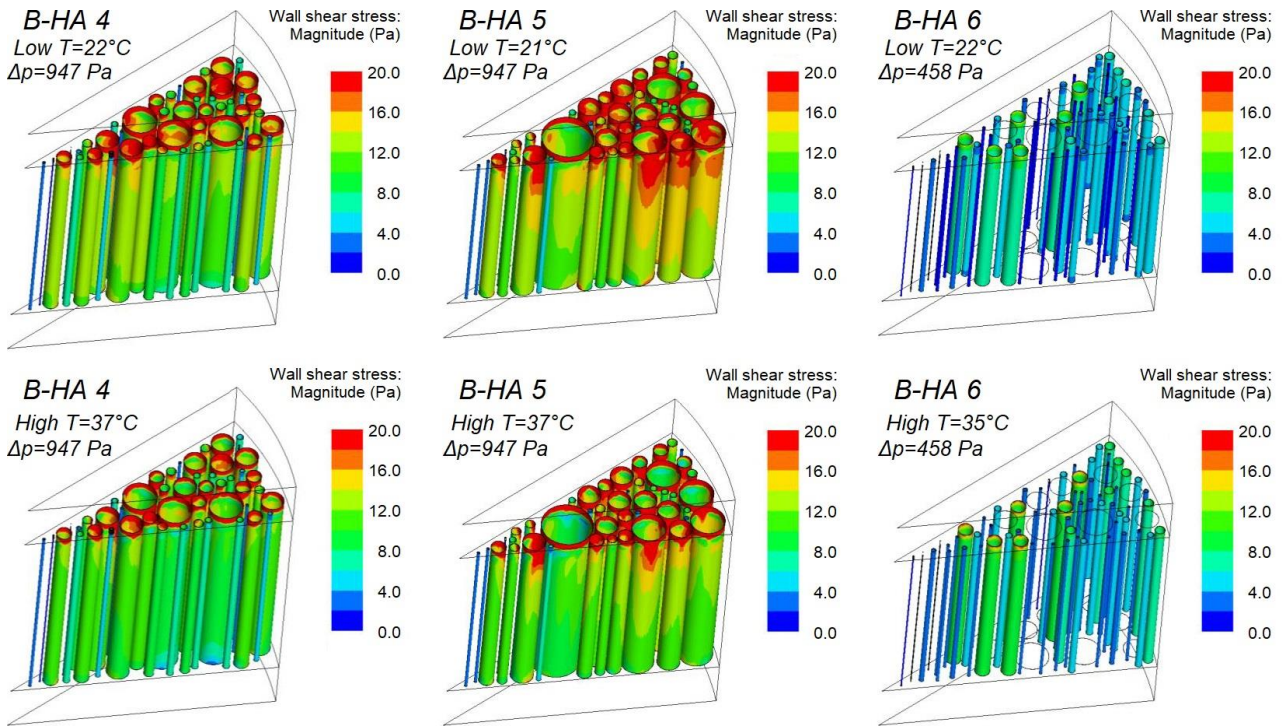 B-HA 4
Low T=22°C
Δp=947 Pa
Wall shear stress:
Magnitude (Pa)
20.0
16.0
12.0
8.0
4.0
0.0
B-HA 5
Low T=21°C
Δp=947 Pa
Wall shear stress:
Magnitude (Pa)
20.0
16.0
12.0
8.0
4.0
0.0
B-HA 6
Low T=22°C
Δp=458 Pa
Wall shear stress:
Magnitude (Pa)
20.0
16.0
12.0
8.0
4.0
0.0
B-HA 4
High T=37°C
Δp=947 Pa
Wall shear stress:
Magnitude (Pa)
20.0
16.0
12.0
8.0
4.0
0.0
B-HA 5
High T=37°C
Δp=947 Pa
Wall shear stress:
Magnitude (Pa)
20.0
16.0
12.0
8.0
4.0
0.0
B-HA 6
High T=35°C
Δp=458 Pa
Wall shear stress:
Magnitude (Pa)
20.0
16.0
12.0
8.0
4.0
0.0